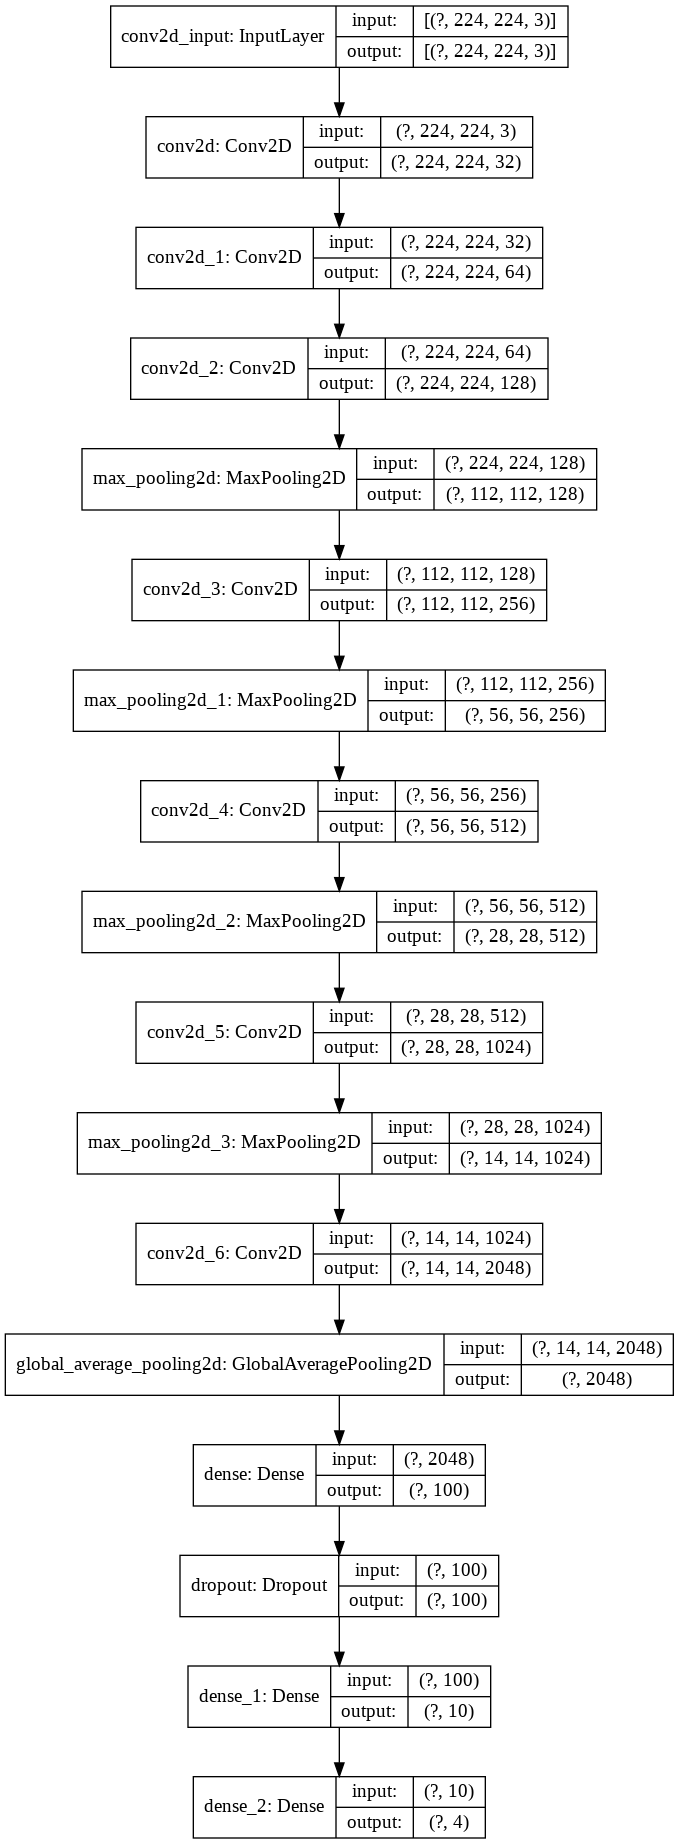 conv2d_input: InputLayer
input: [(?, 224, 224, 3)]
output: [(?, 224, 224, 3)]
conv2d: Conv2D
input: (?, 224, 224, 3)
output: (?, 224, 224, 32)
conv2d_1: Conv2D
input: (?, 224, 224, 32)
output: (?, 224, 224, 64)
conv2d_2: Conv2D
input: (?, 224, 224, 64)
output: (?, 224, 224, 128)
max_pooling2d: MaxPooling2D
input: (?, 224, 224, 128)
output: (?, 112, 112, 128)
conv2d_3: Conv2D
input: (?, 112, 112, 128)
output: (?, 112, 112, 256)
max_pooling2d_1: MaxPooling2D
input: (?, 112, 112, 256)
output: (?, 56, 56, 256)
conv2d_4: Conv2D
input: (?, 56, 56, 256)
output: (?, 56, 56, 512)
max_pooling2d_2: MaxPooling2D
input: (?, 56, 56, 512)
output: (?, 28, 28, 512)
conv2d_5: Conv2D
input: (?, 28, 28, 512)
output: (?, 28, 28, 1024)
max_pooling2d_3: MaxPooling2D
input: (?, 28, 28, 1024)
output: (?, 14, 14, 1024)
conv2d_6: Conv2D
input: (?, 14, 14, 1024)
output: (?, 14, 14, 2048)
global_average_pooling2d: GlobalAveragePooling2D
input: (?, 14, 14, 2048)
output: (?, 2048)
dense: Dense
input: (?, 2048)
output: (?, 100)
dropout: Dropout
input: (?, 100)
output: (?, 100)
dense_1: Dense
input: (?, 100)
output: (?, 10)
dense_2: Dense
input: (?, 10)
output: (?, 4)